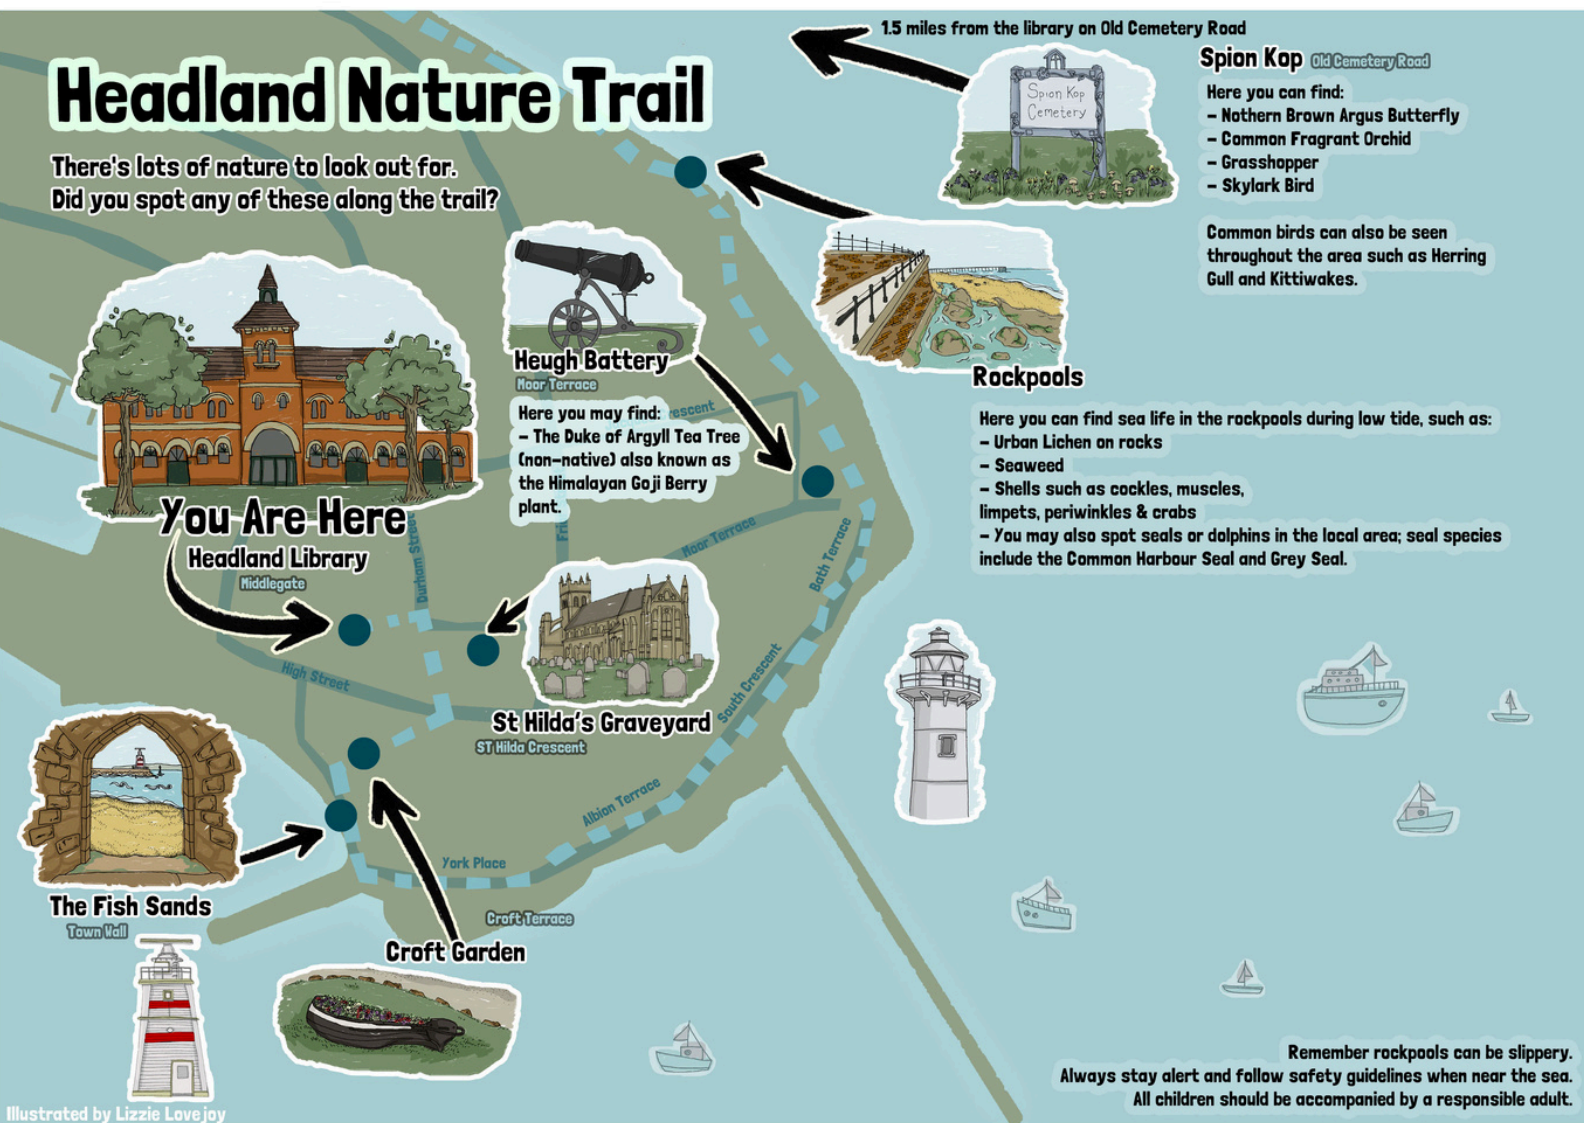 Headland Nature Trail
There's lots of nature to look out for.
Did you spot any of these along the trail?
1.5 miles from the library on Old Cemetery Road
Spion Kop
Cemetery
Spion Kop Old Cemetery Road
Here you can find:
- Nothern Brown Argus Butterfly
- Common Fragrant Orchid
- Grasshopper
- Skylark Bird
Common birds can also be seen
throughout the area such as Herring
Gull and Kittiwakes.
Heugh Battery
Moor Terrace
Here you may find:
- The Duke of Argyll Tea Tree
(non-native) also known as
the Himalayan Goji Berry
plant.
Rockpools
Here you can find sea life in the rockpools during low tide, such as:
- Urban Lichen on rocks
- Seaweed
- Shells such as cockles, muscles,
limpets, periwinkles & crabs
- You may also spot seals or dolphins in the local area; seal species
include the Common Harbour Seal and Grey Seal.
You Are Here
Headland Library
Middlegate
Durham Street
Moor Terrace
Bath Terrace
High Street
South Crescent
St Hilda's Graveyard
ST Hilda Crescent
Albion Terrace
York Place
The Fish Sands
Town Wall
Croft Terrace
Croft Garden
Remember rockpools can be slippery.
Always stay alert and follow safety guidelines when near the sea.
All children should be accompanied by a responsible adult.
Illustrated by Lizzie Lovejoy